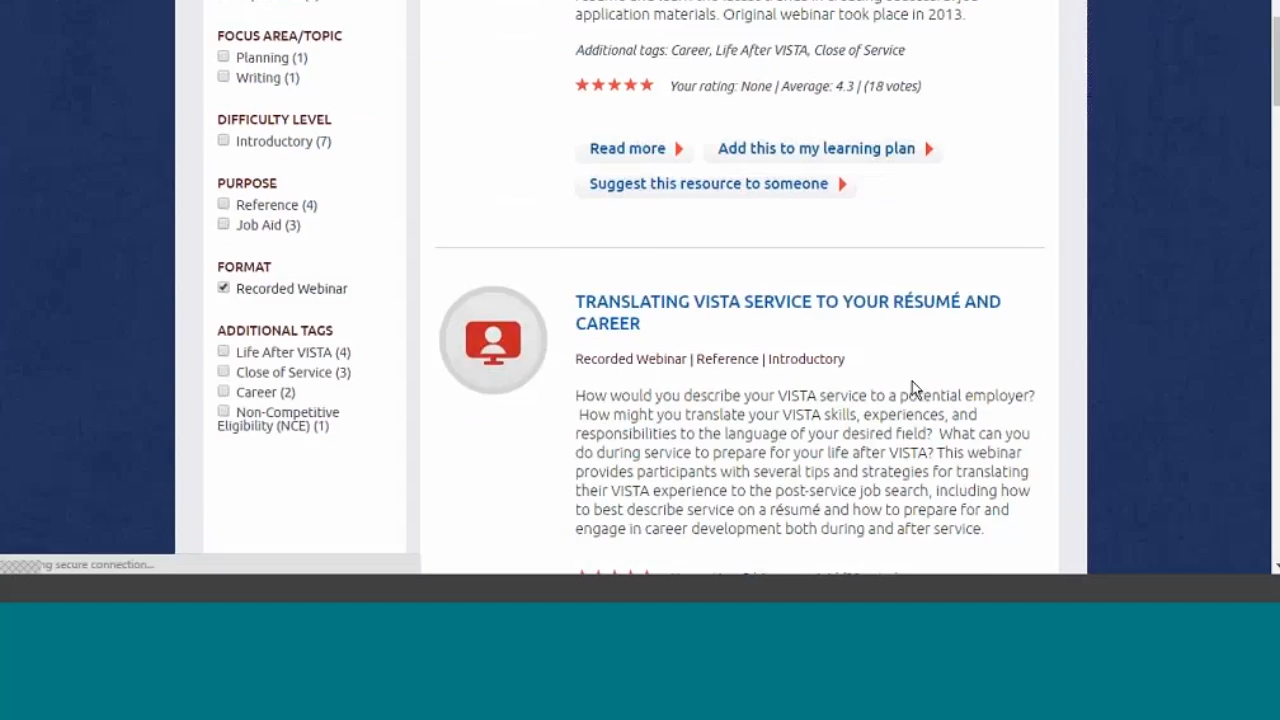 FOCUS AREA/TOPIC
Planning (1)
Writing (1)
DIFFICULTY LEVEL
Introductory (7)
PURPOSE
Reference (4)
Job Aid (3)
FORMAT
Recorded Webinar
ADDITIONAL TAGS
Life After VISTA (4)
Close of Service (3)
Career (2)
Non-Competitive
Eligibility (NCE) (1)
application materials. Original webinar took place in 2013.
Additional tags: Career, Life After VISTA, Close of Service
Your rating: None | Average: 4.3 | (18 votes)
Read more
Add this to my learning plan
Suggest this resource to someone
TRANSLATING VISTA SERVICE TO YOUR RÉSUMÉ AND
CAREER
Recorded Webinar | Reference | Introductory
How would you describe your VISTA service to a potential employer?
How might you translate your VISTA skills, experiences, and
responsibilities to the language of your desired field? What can you
do during service to prepare for your life after VISTA? This webinar
provides participants with several tips and strategies for translating
their VISTA experience to the post-service job search, including how
to best describe service on a résumé and how to prepare for and
engage in career development both during and after service.
secure connection...